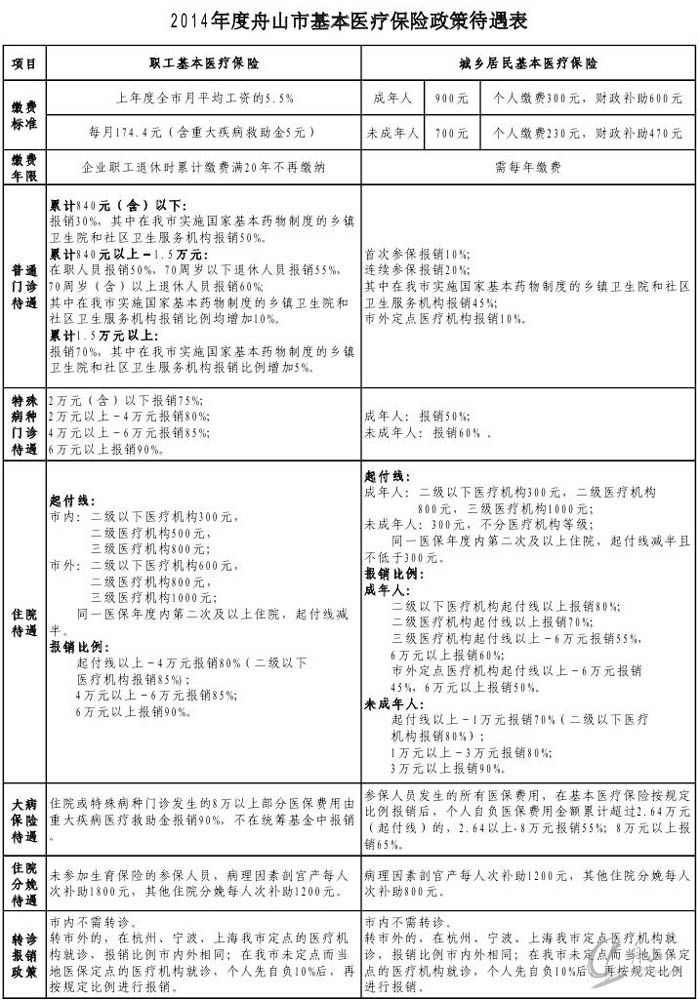 2014年度舟山市基本医疗保险政策待遇表
项目
职工基本医疗保险
城乡居民基本医疗保险
缴费
标准
上年度全市月平均工资的5.5%
成年人
900元
个人缴费300元，财政补助600元
每月174.4元（含重大疾病救助金5元）
未成年人
700元
个人缴费230元，财政补助470元
缴费
年限
企业职工退休时累计缴费满20年不再缴纳
需每年缴费
普通
门诊
待遇
累计840元（含）以下：
报销30%，其中在我市实施国家基本药物制度的乡镇
卫生院和社区卫生服务机构报销50%。
累计840元以上－1.5万元：
在职人员报销50%，70周岁以下退休人员报销55%，
70周岁（含）以上退休人员报销60%；
其中在我市实施国家基本药物制度的乡镇卫生院和
社区卫生服务机构报销比例均增加10%。
累计1.5万元以上：
报销70%，其中在我市实施国家基本药物制度的乡镇
卫生院和社区卫生服务机构报销比例增加5%。
首次参保报销10%；
连续参保报销20%；
其中在我市实施国家基本药物制度的乡镇卫生院和社区
卫生服务机构报销45%；
市外定点医疗机构报销10%。
特殊
病种
门诊
待遇
2万元（含）以下报销75%；
2万元以上－4万元报销80%；
4万元以上－6万元报销85%；
6万元以上报销90%。
成年人：报销50%；
未成年人：报销60% 。
住院
待遇
起付线：
市内：二级以下医疗机构300元，
二级医疗机构500元，
三级医疗机构800元；
市外：二级以下医疗机构600元，
二级医疗机构800元，
三级医疗机构1000元；
同一医保年度内第二次及以上住院，起付线减
半。
报销比例：
起付线以上－4万元报销80%（二级以下
医疗机构报销85%）；
4万元以上－6万元报销85%；
6万元以上报销90%。
起付线：
成年人：二级以下医疗机构300元，二级医疗机构
800元，三级医疗机构1000元；
未成年人：300元，不分医疗机构等级；
同一医保年度内第二次及以上住院，起付线减半且
不低于300元。
报销比例：
成年人：
二级以下医疗机构起付线以上报销80%；
二级医疗机构起付线以上报销70%；
三级医疗机构起付线以上－6万元报销55%，
6万元以上报销60%；
市外定点医疗机构起付线以上－6万元报销
45%，6万元以上报销50%。
未成年人：
起付线以上－1万元报销70%（二级以下医疗
机构报销80%）；
1万元以上－3万元报销80%；
3万元以上报销90%。
大病
保险
待遇
住院或特殊病种门诊发生的8万以上部分医保费用由
重大疾病医疗救助金报销90%，不在统筹基金中报销
。
参保人员发生的所有医保费用，在基本医疗保险按规定
比例报销后，个人自负医保费用金额累计超过2.64万元
（起付线）的，2.64以上-8万元报销55%；8万元以上报
销65%。
住院
分娩
待遇
未参加生育保险的参保人员，病理因素剖宫产每人
次补助1800元，其他住院分娩每人次补助1200元。
病理因素剖宫产每人次补助1200元，其他住院分娩每人
次补助800元。
转诊
报销
政策
市内不需转诊。
转市外的，在杭州、宁波、上海我市定点医疗机
构就诊，报销比例市内外相同；在我市未定点而当
地医保定点的医疗机构就诊，个人先自负10%后，再
按规定比例进行报销。
市内不需转诊。
转市外的，在杭州、宁波、上海我市定点医疗机构就
诊，报销比例市内外相同；在我市未定点而当地医保定
点的医疗机构就诊，个人先自负10%后，再按规定比例
进行报销。